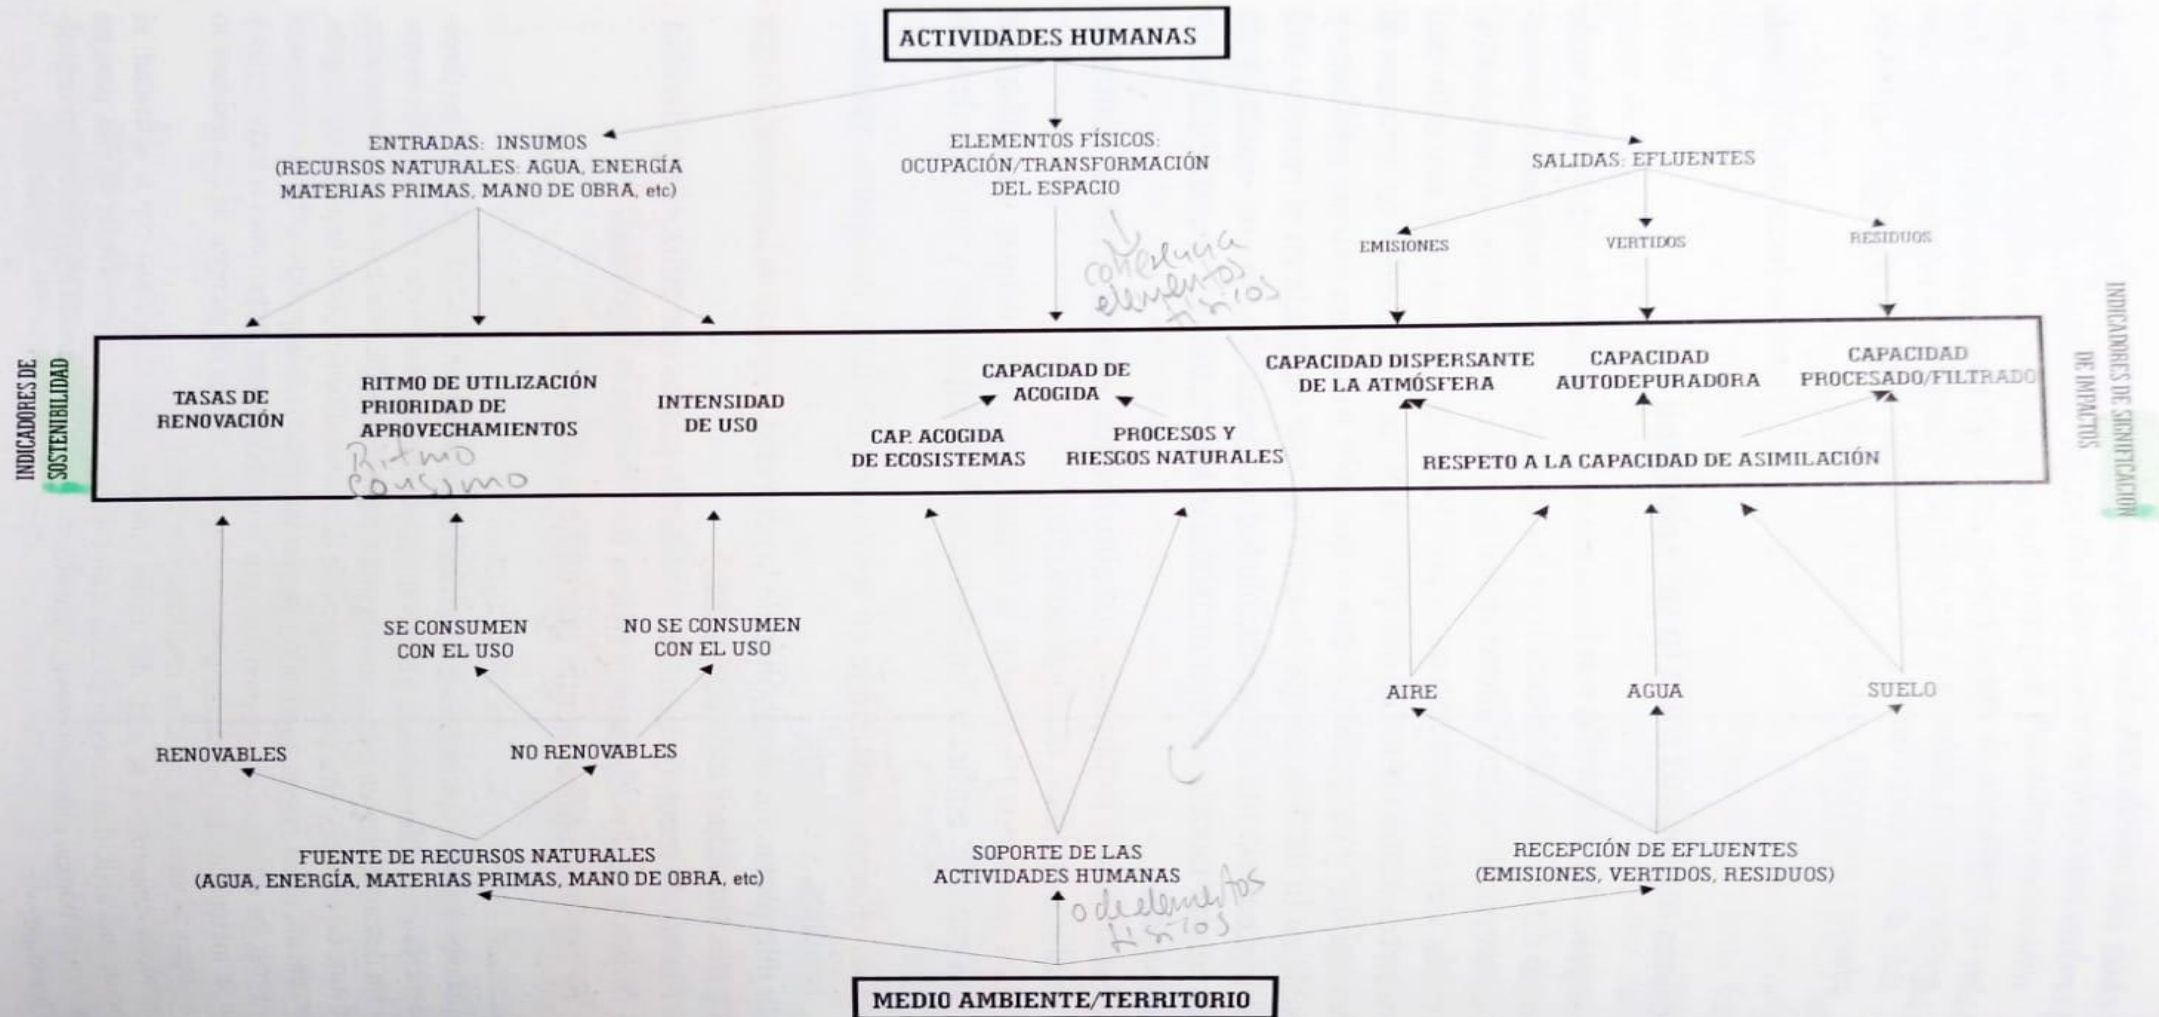 ACTIVIDADES HUMANAS
ENTRADAS: INSUMOS
(RECURSOS NATURALES: AGUA, ENERGÍA
MATERIAS PRIMAS, MANO DE OBRA, etc)
ELEMENTOS FÍSICOS:
OCUPACIÓN/TRANSFORMACIÓN
DEL ESPACIO
SALIDAS: EFLUENTES
EMISIONES
VERTIDOS
RESIDUOS
coherencia
elementos
físicos
INDICADORES DE
SOSTENIBILIDAD
TASAS DE
RENOVACIÓN
RITMO DE UTILIZACIÓN
PRIORIDAD DE
APROVECHAMIENTOS
Ritmo
consumo
INTENSIDAD
DE USO
CAPACIDAD DE
ACOGIDA
CAP. ACOGIDA
DE ECOSISTEMAS
PROCESOS Y
RIESGOS NATURALES
CAPACIDAD DISPERSANTE
DE LA ATMÓSFERA
CAPACIDAD
AUTODEPURADORA
CAPACIDAD
PROCESADO/FILTRADO
RESPETO A LA CAPACIDAD DE ASIMILACIÓN
INDICADORES DE SIGNIFICACIÓN
DE IMPACTOS
SE CONSUMEN
CON EL USO
NO SE CONSUMEN
CON EL USO
RENOVABLES
NO RENOVABLES
AIRE
AGUA
SUELO
FUENTE DE RECURSOS NATURALES
(AGUA, ENERGÍA, MATERIAS PRIMAS, MANO DE OBRA, etc)
SOPORTE DE LAS
ACTIVIDADES HUMANAS
o de elementos
físicos
RECEPCIÓN DE EFLUENTES
(EMISIONES, VERTIDOS, RESIDUOS)
MEDIO AMBIENTE/TERRITORIO